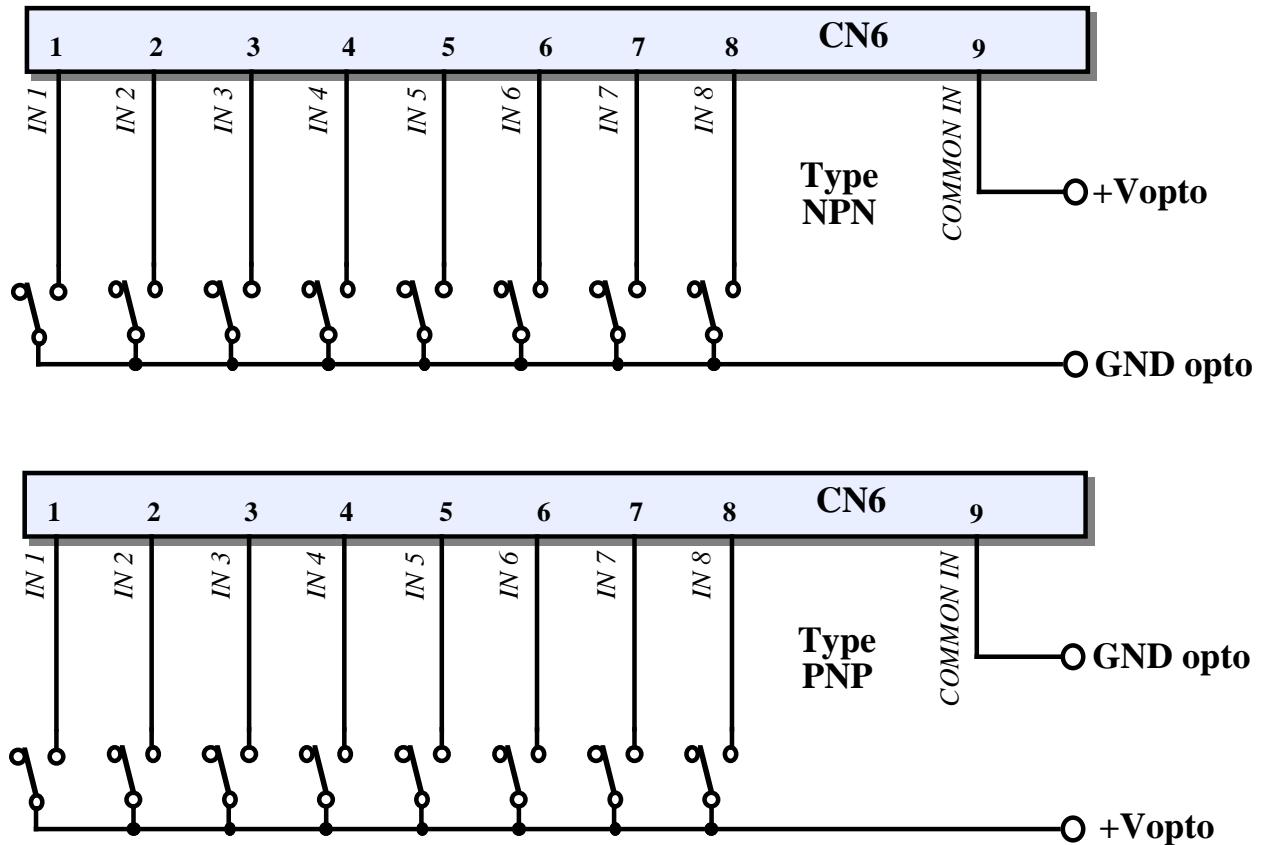 CN6
1 2 3 4 5 6 7 8 9
IN 1
IN 2
IN 3
IN 4
IN 5
IN 6
IN 7
IN 8
COMMON IN
Type
NPN
+Vopto
GND opto
CN6
1 2 3 4 5 6 7 8 9
IN 1
IN 2
IN 3
IN 4
IN 5
IN 6
IN 7
IN 8
COMMON IN
Type
PNP
GND opto
+Vopto